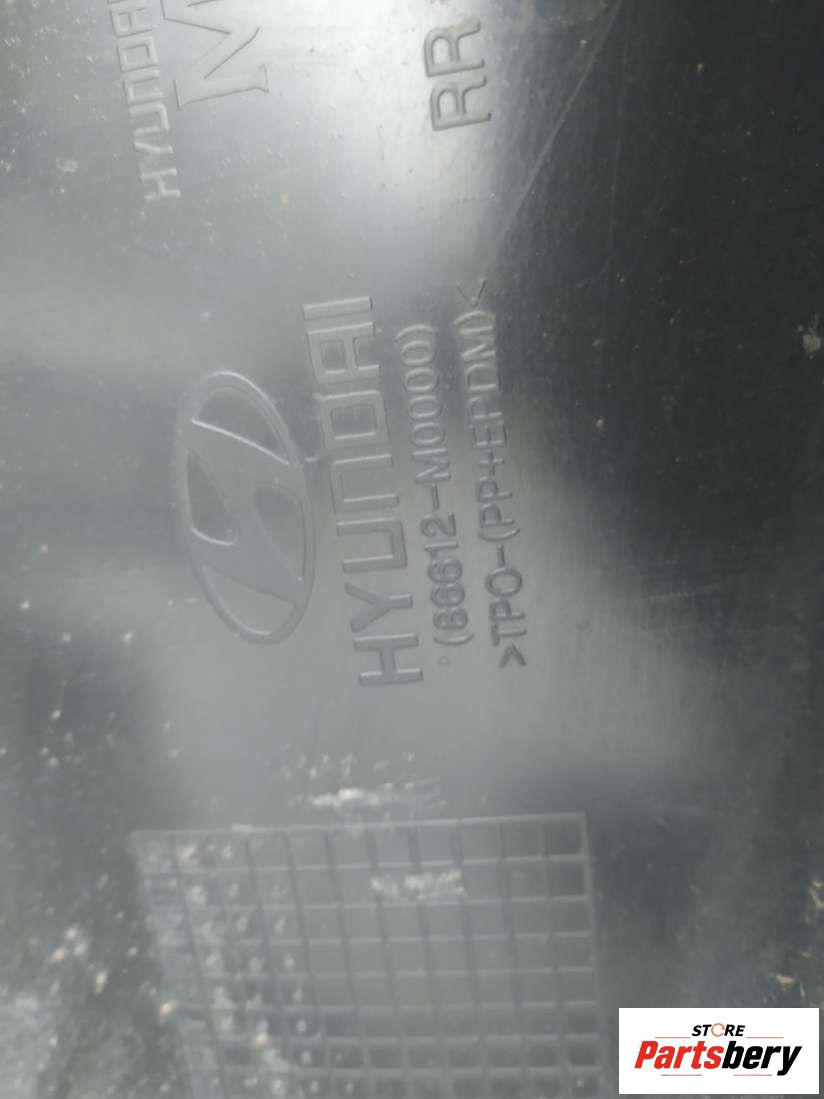 HYUNDAI
M
RR
HYUNDAI
(86612-M0000)
>TPO-(PP+EPDM)<
STORE
Partsbery